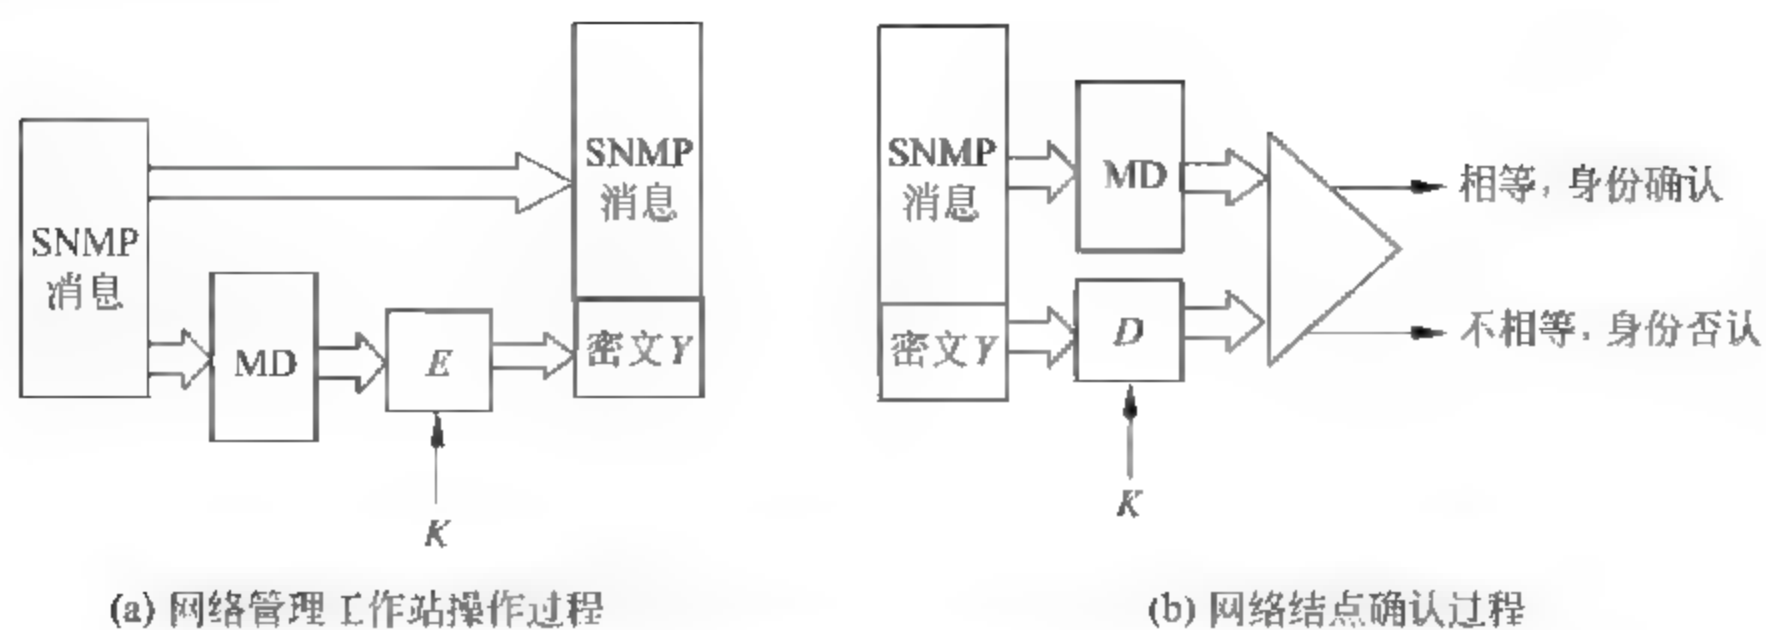 SNMP
消息
MD
E
K
SNMP
消息
密文Y
(a) 网络管理工作站操作过程
SNMP
消息
密文Y
MD
D
K
相等，身份确认
不相等，身份否认
(b) 网络结点确认过程